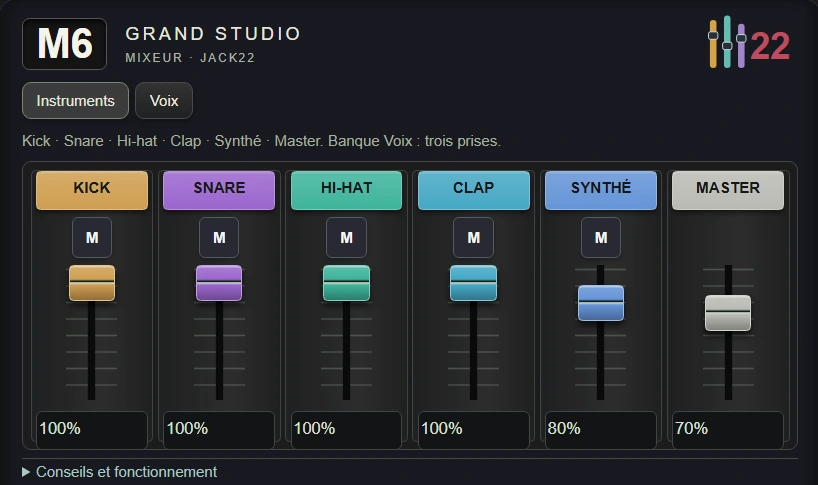 M6 GRAND STUDIO
MIXEUR · JACK22
22
Instruments Voix
Kick · Snare · Hi-hat · Clap · Synthé · Master. Banque Voix : trois prises.
KICK SNARE HI-HAT CLAP SYNTHÉ MASTER
M M M M M
100% 100% 100% 100% 80% 70%
▶ Conseils et fonctionnement